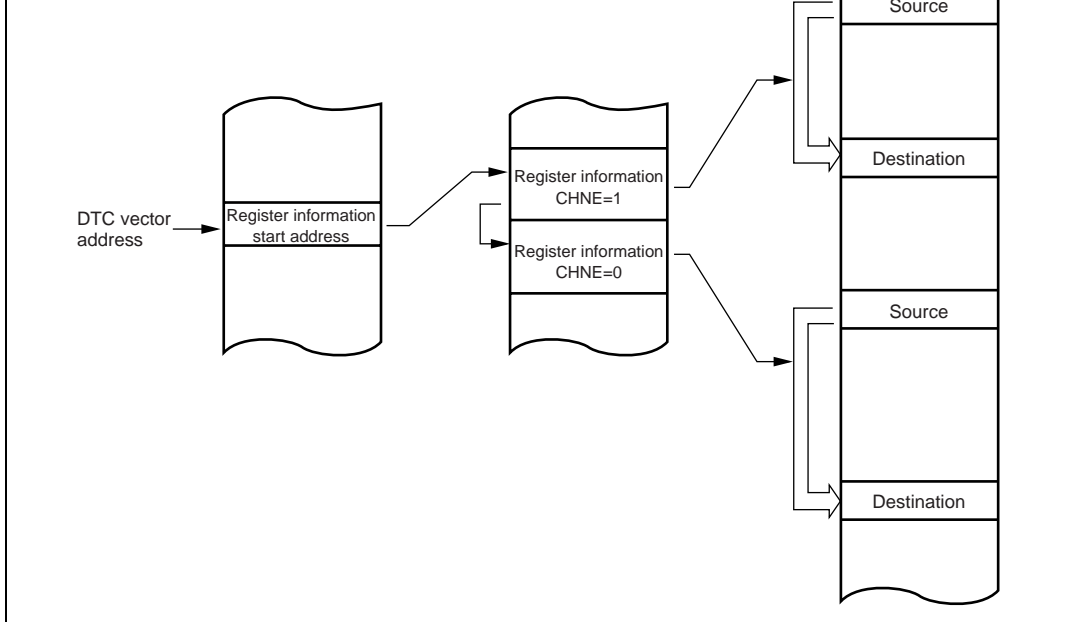 Source
Destination
Register information
CHNE=1
DTC vector
address
Register information
start address
Register information
CHNE=0
Source
Destination